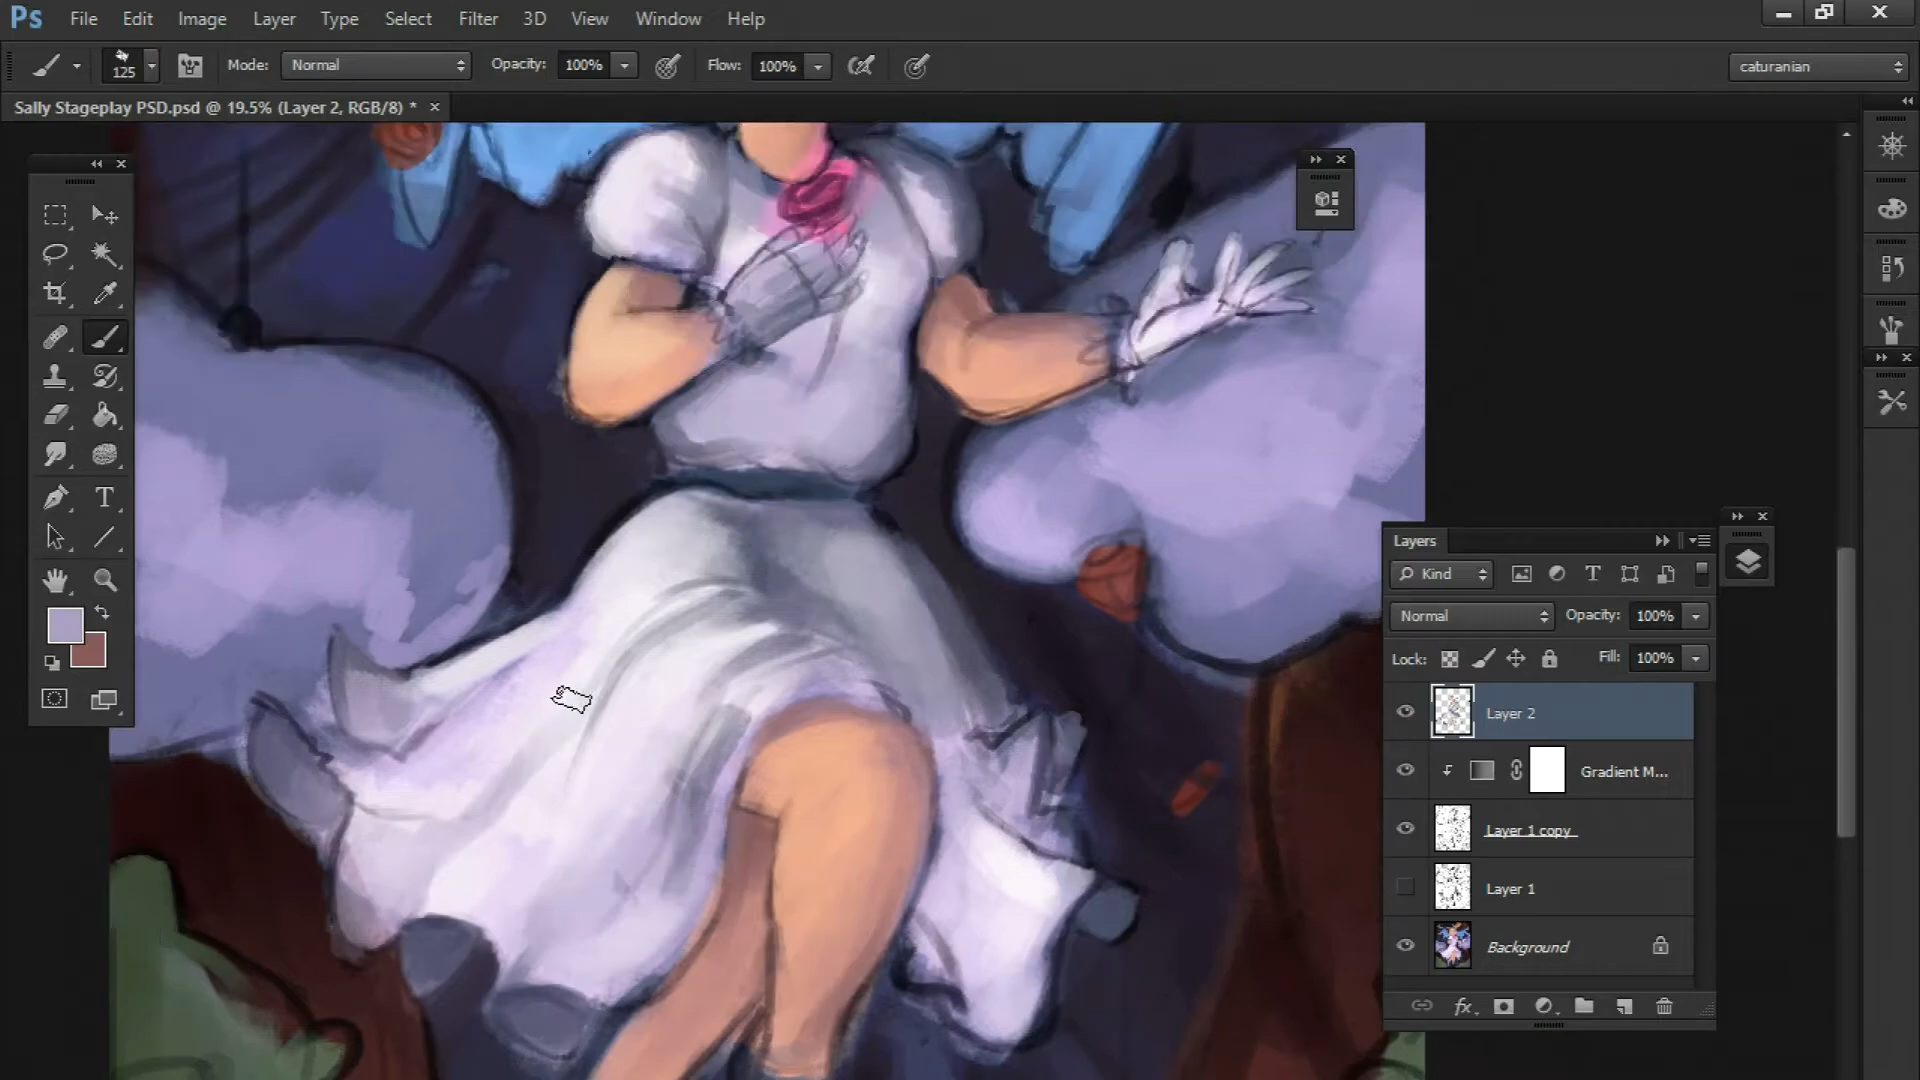 Ps File Edit Image Layer Type Select Filter 3D View Window Help
125 Mode: Normal Opacity: 100% Flow: 100% caturanian
Sally Stageplay PSD.psd @ 19.5% (Layer 2, RGB/8) *
Layers
Kind
Normal Opacity: 100%
Lock: Fill: 100%
Layer 2
Gradient M...
Layer 1 copy
Layer 1
Background